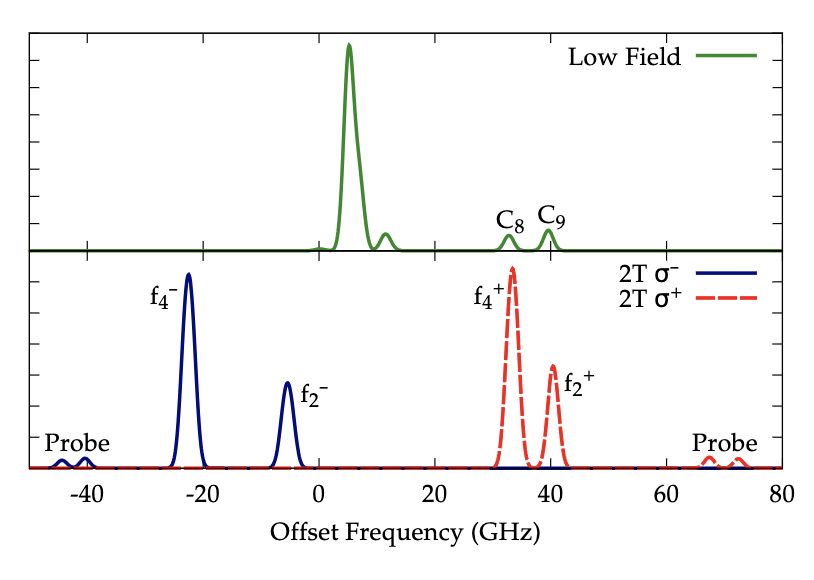 Low Field
C₈ C₉
2T σ⁻
2T σ⁺
f₄⁻
f₄⁺
f₂⁻
f₂⁺
Probe
Probe
-40 -20 0 20 40 60 80
Offset Frequency (GHz)